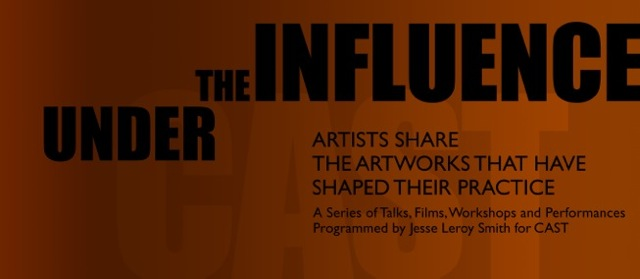 UNDER
THE INFLUENCE
ARTISTS SHARE
THE ARTWORKS THAT HAVE
SHAPED THEIR PRACTICE
A Series of Talks, Films, Workshops and Performances
Programmed by Jesse Leroy Smith for CAST
CAST